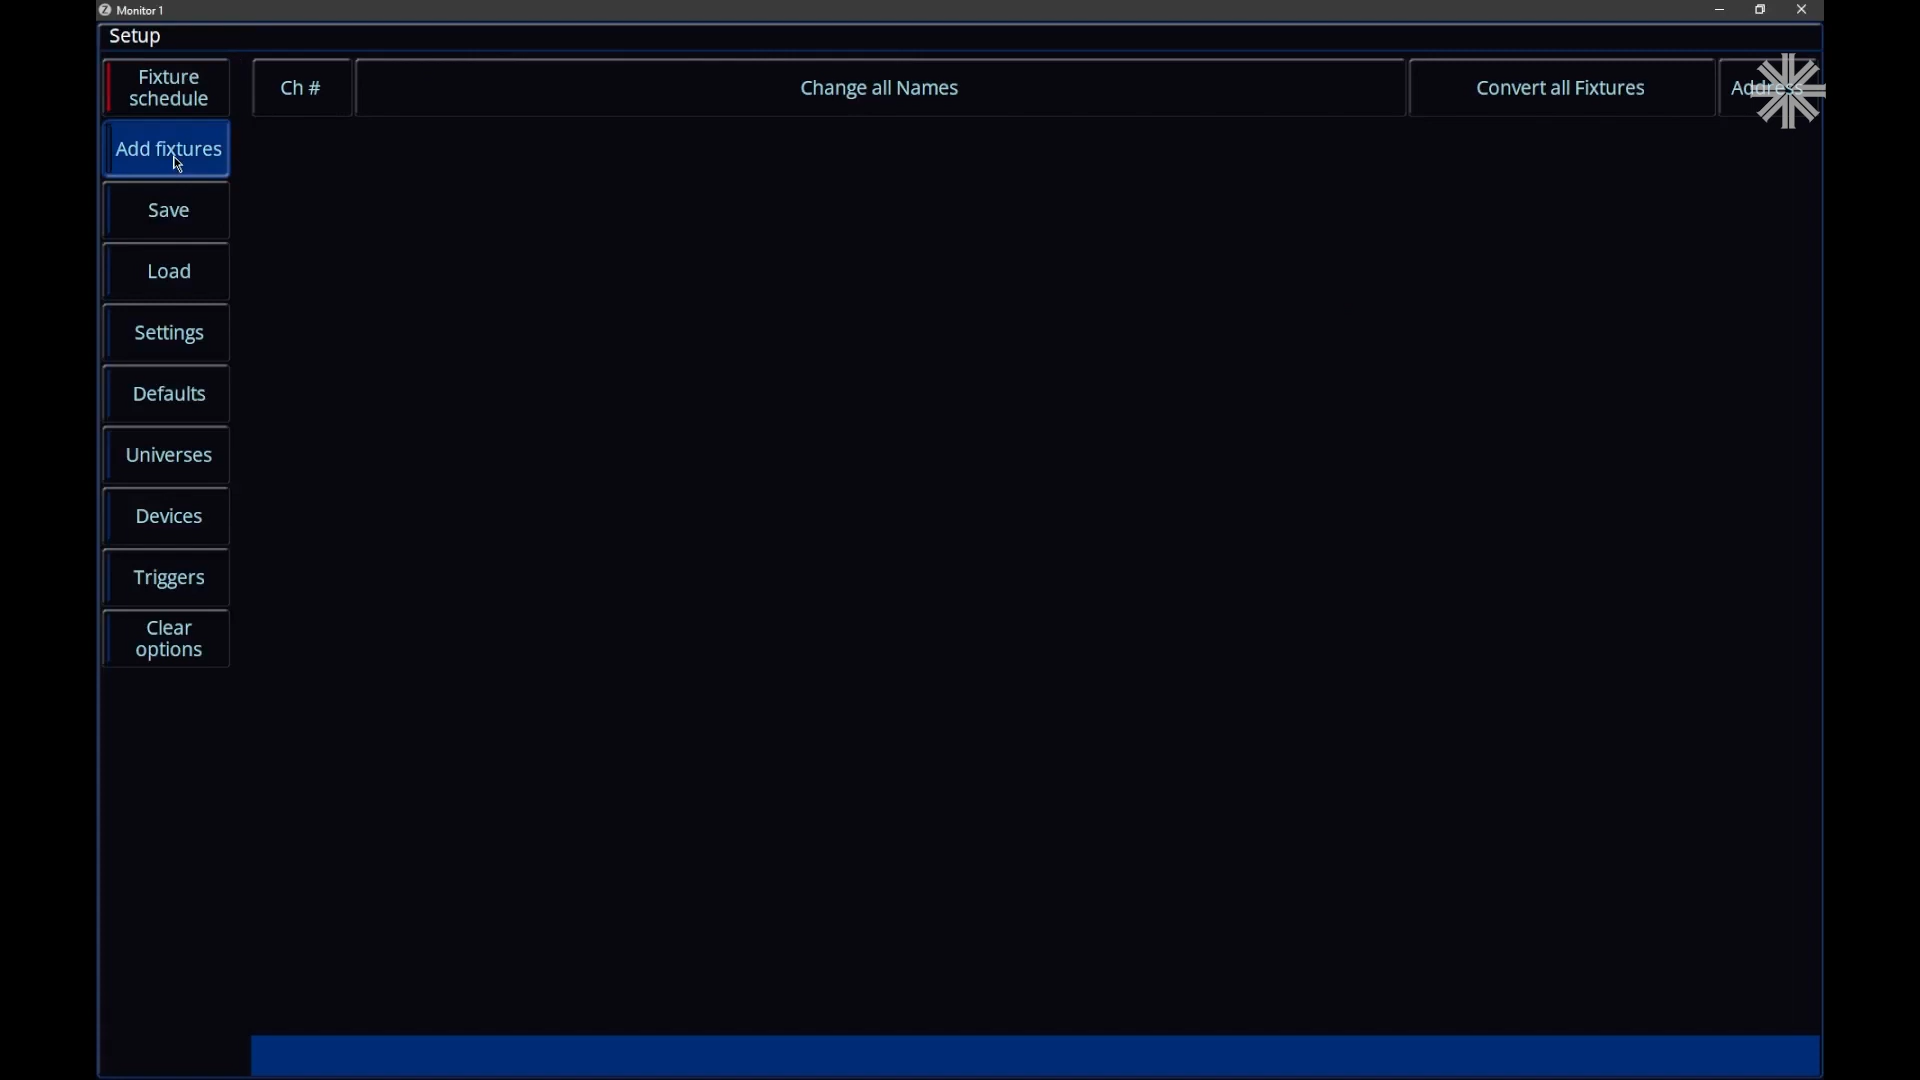 Monitor 1
Setup
Fixture
schedule
Ch #
Change all Names
Convert all Fixtures
Address
Add fixtures
Save
Load
Settings
Defaults
Universes
Devices
Triggers
Clear
options